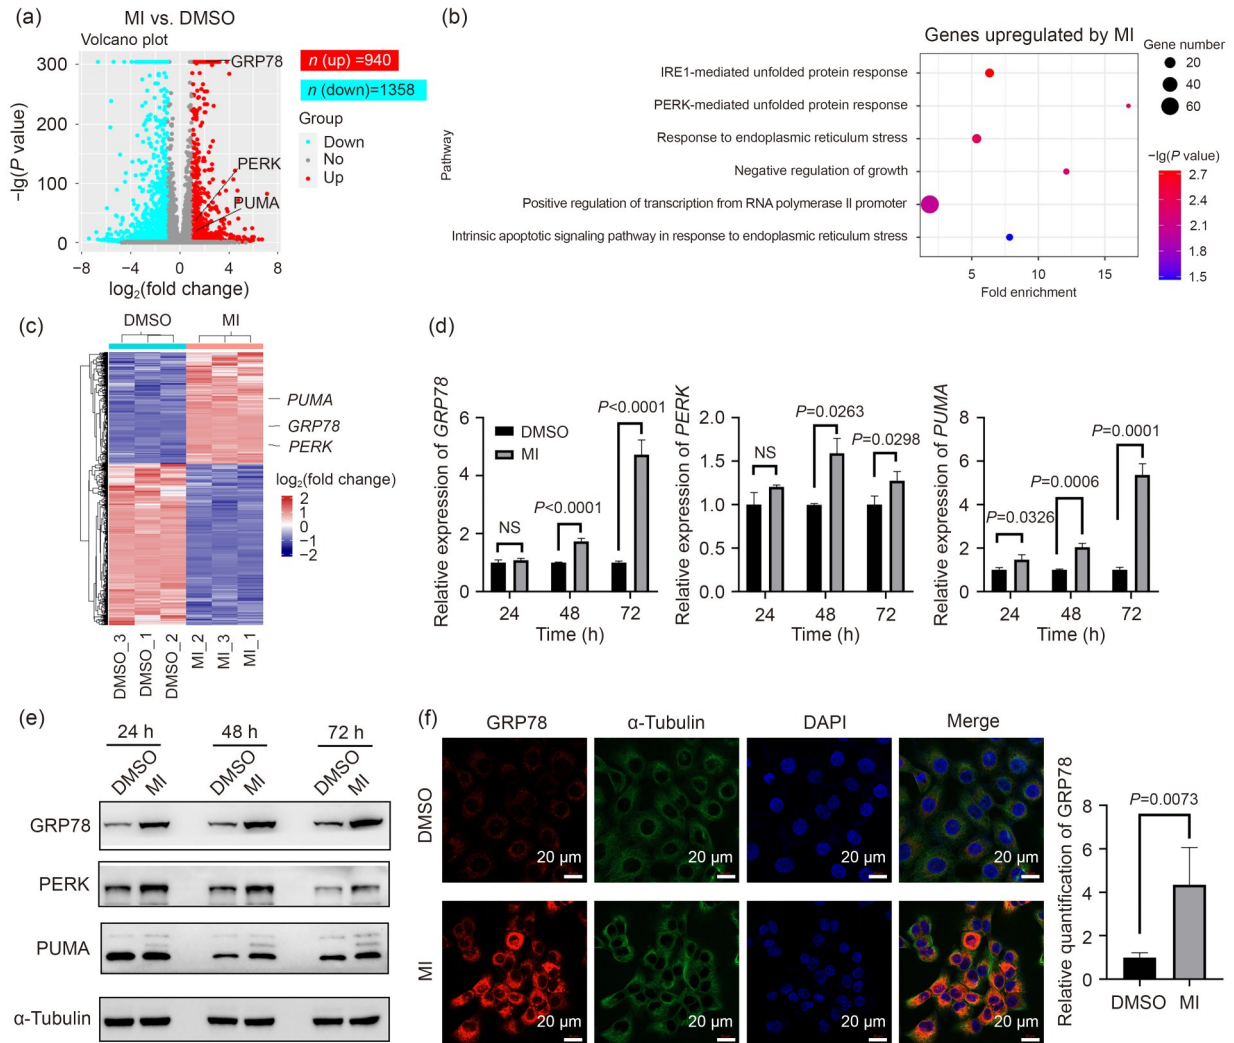 (a)
MI vs. DMSO
Volcano plot
GRP78
PERK
PUMA
300
200
100
0
−lg(P value)
−8
−4
0
4
8
log2(fold change)
n (up) =940
n (down)=1358
Group
Down
No
Up
(b)
Genes upregulated by MI
Pathway
IRE1-mediated unfolded protein response
PERK-mediated unfolded protein response
Response to endoplasmic reticulum stress
Negative regulation of growth
Positive regulation of transcription from RNA polymerase II promoter
Intrinsic apoptotic signaling pathway in response to endoplasmic reticulum stress
5
10
15
Fold enrichment
Gene number
20
40
60
−lg(P value)
2.7
2.4
2.1
1.8
1.5
(c)
DMSO
MI
PUMA
GRP78
PERK
log2(fold change)
2
1
0
−1
−2
DMSO_3
DMSO_1
DMSO_2
MI_2
MI_3
MI_1
(d)
Relative expression of GRP78
6
4
2
0
DMSO
MI
NS
P<0.0001
P<0.0001
24
48
72
Time (h)
Relative expression of PERK
2.0
1.5
1.0
0.5
0.0
NS
P=0.0263
P=0.0298
24
48
72
Time (h)
Relative expression of PUMA
8
6
4
2
0
P=0.0326
P=0.0006
P=0.0001
24
48
72
Time (h)
(e)
24 h
48 h
72 h
DMSO
MI
DMSO
MI
DMSO
MI
GRP78
PERK
PUMA
α-Tubulin
(f)
GRP78
α-Tubulin
DAPI
Merge
DMSO
20 μm
20 μm
20 μm
20 μm
MI
20 μm
20 μm
20 μm
20 μm
Relative quantification of GRP78
8
6
4
2
0
P=0.0073
DMSO
MI